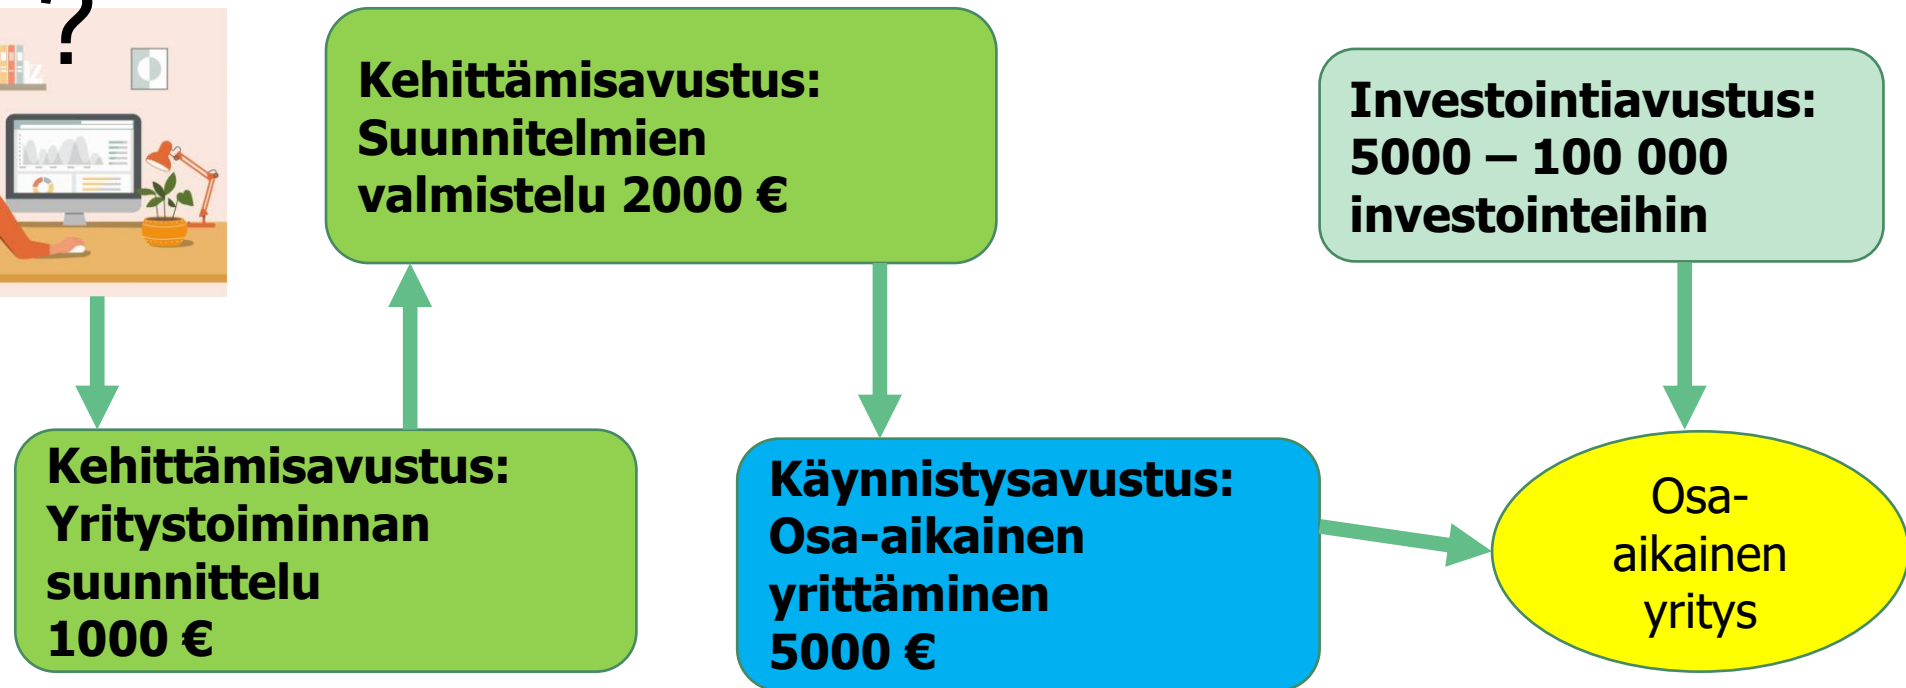 ?
Kehittämisavustus:
Suunnitelmien
valmistelu 2000 €
Investointiavustus:
5000 – 100 000
investointeihin
Kehittämisavustus:
Yritystoiminnan
suunnittelu
1000 €
Käynnistysavustus:
Osa-aikainen
yrittäminen
5000 €
Osa-
aikainen
yritys